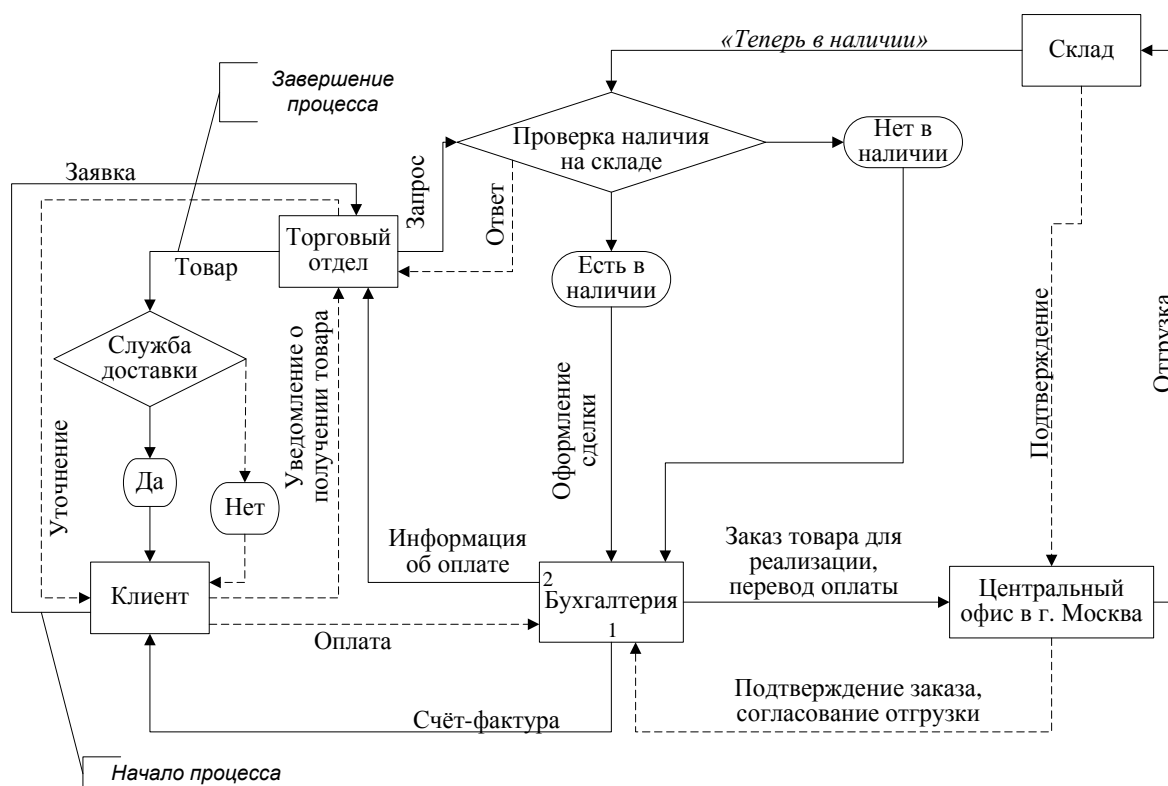 «Теперь в наличии»
Склад
Завершение
процесса
Проверка наличия
на складе
Нет в
наличии
Заявка
Запрос
Ответ
Торговый
отдел
Товар
Есть в
наличии
Служба
доставки
Уведомление о
получении товара
Оформление
сделки
Подтверждение
Отгрузка
Уточнение
Да
Нет
Информация
об оплате
Заказ товара для
реализации,
перевод оплаты
Клиент
2
Бухгалтерия
1
Центральный
офис в г. Москва
Оплата
Подтверждение заказа,
согласование отгрузки
Счёт-фактура
Начало процесса